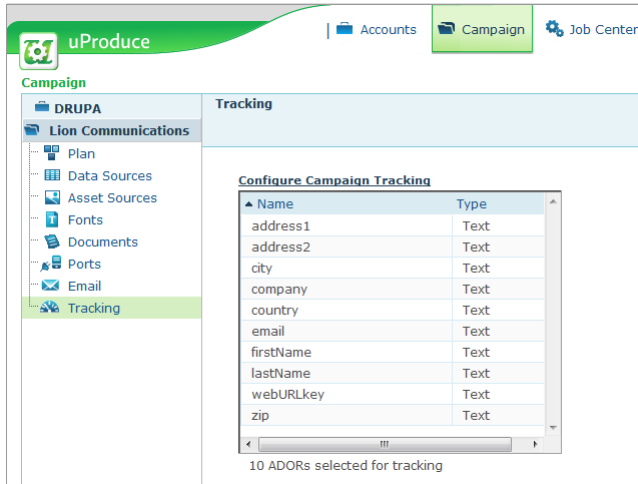 uProduce
Accounts
Campaign
Job Center
Campaign
DRUPA
Lion Communications
Plan
Data Sources
Asset Sources
Fonts
Documents
Ports
Email
Tracking
Tracking
Configure Campaign Tracking
Name Type
address1 Text
address2 Text
city Text
company Text
country Text
email Text
firstName Text
lastName Text
webURLkey Text
zip Text
10 ADORs selected for tracking